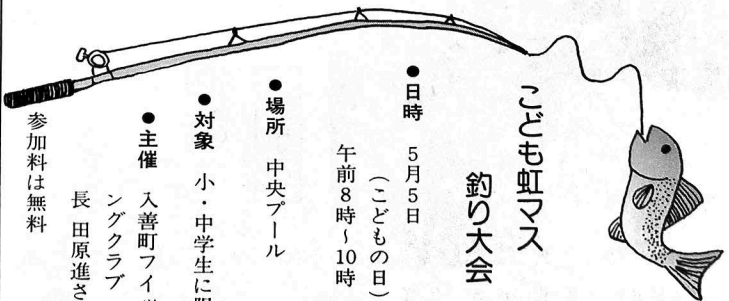 こども虹マス
釣り大会
●日時　5月5日
（こどもの日）
午前8時～10時
●場所　中央プール
●対象　小・中学生に
●主催　入善町フイ
ングクラブ
長　田原進さ
参加料は無料